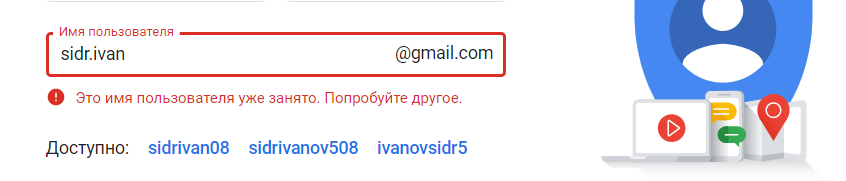 Имя пользователя
sidr.ivan @gmail.com
Это имя пользователя уже занято. Попробуйте другое.
Доступно: sidrivan08 sidrivanov508 ivanovsidr5